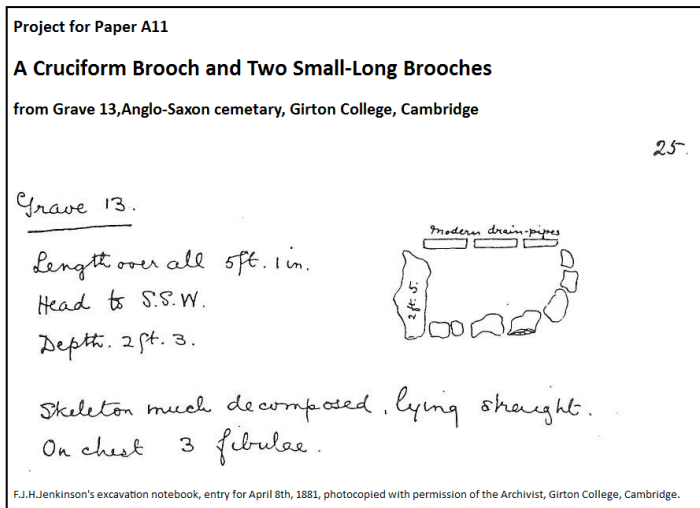 Project for Paper A11
A Cruciform Brooch and Two Small-Long Brooches
from Grave 13,Anglo-Saxon cemetary, Girton College, Cambridge
25.
Grave 13.
Length over all 5ft. 1 in.
Head to S.S.W.
Depth. 2 ft. 3.
modern drain-pipes
2 ft. 5.
Skeleton much decomposed, lying straight.
On chest 3 fibulae.
F.J.H.Jenkinson's excavation notebook, entry for April 8th, 1881, photocopied with permission of the Archivist, Girton College, Cambridge.